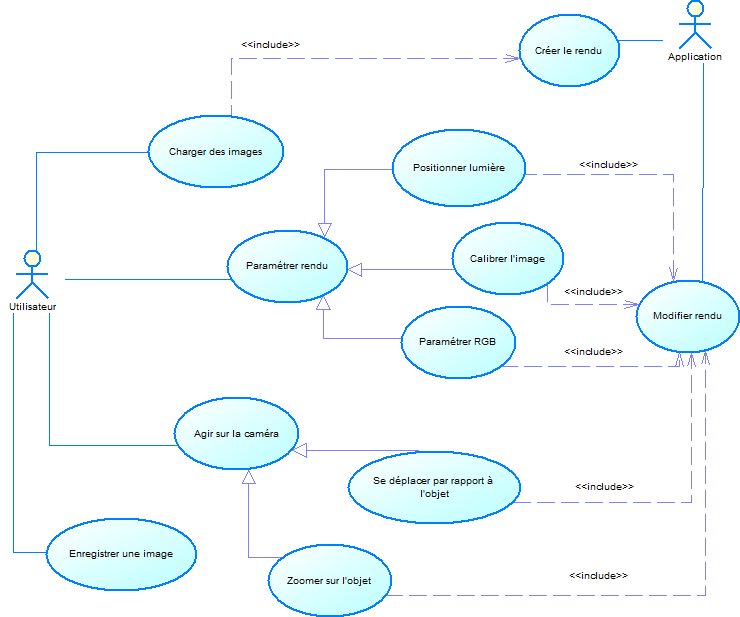 <<include>>
Créer le rendu
Application
Charger des images
Positionner lumière
<<include>>
Paramétrer rendu
Calibrer l'image
<<include>>
Utilisateur
Modifier rendu
Paramétrer RGB
<<include>>
Agir sur la caméra
Se déplacer par rapport à
l'objet
<<include>>
Enregistrer une image
Zoomer sur l'objet
<<include>>